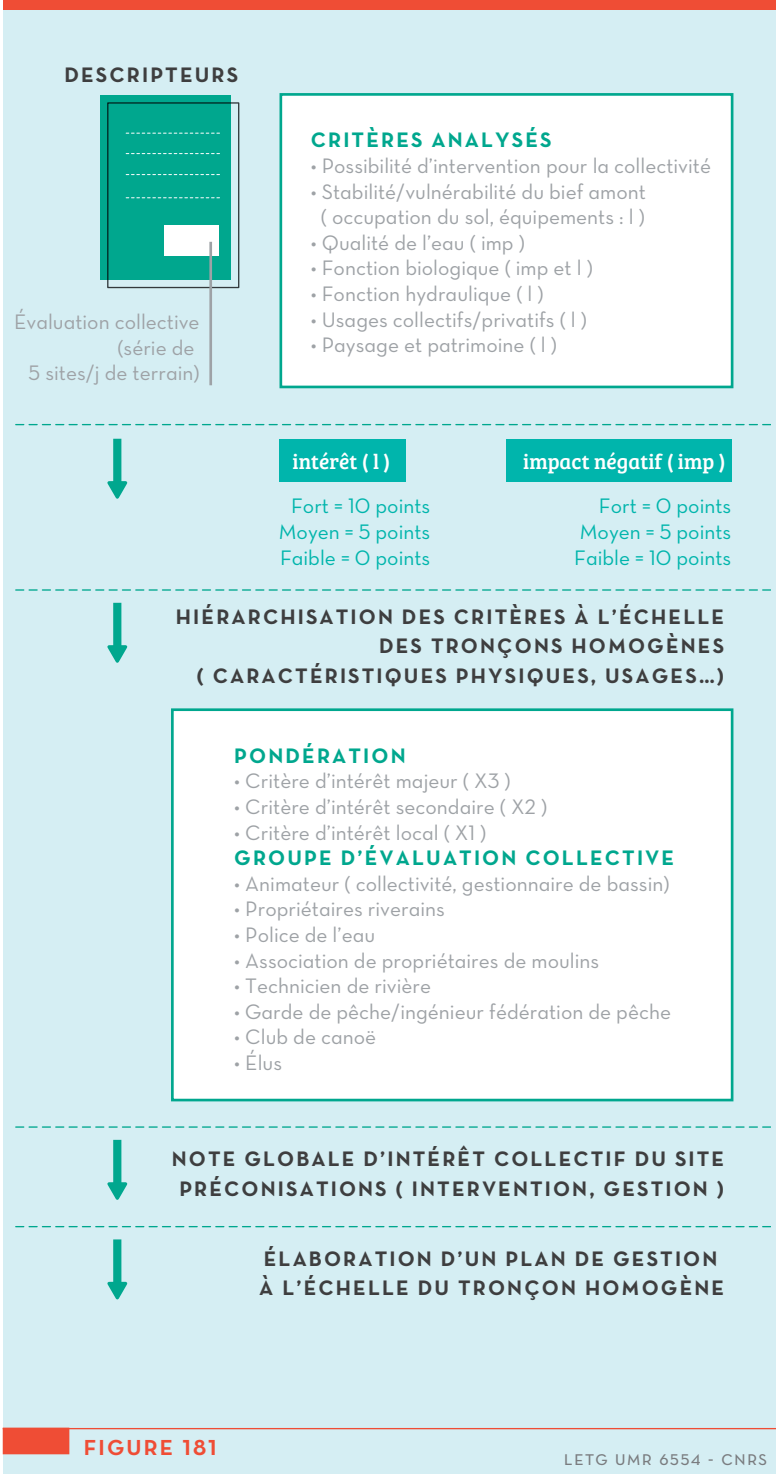 DESCRIPTEURS
Évaluation collective
(série de
5 sites/j de terrain)
CRITÈRES ANALYSÉS
• Possibilité d'intervention pour la collectivité
• Stabilité/vulnérabilité du bief amont
( occupation du sol, équipements : I )
• Qualité de l'eau ( imp )
• Fonction biologique ( imp et I )
• Fonction hydraulique ( I )
• Usages collectifs/privatifs ( I )
• Paysage et patrimoine ( I )
intérêt ( I )
Fort = 10 points
Moyen = 5 points
Faible = 0 points
impact négatif ( imp )
Fort = 0 points
Moyen = 5 points
Faible = 10 points
HIÉRARCHISATION DES CRITÈRES À L'ÉCHELLE
DES TRONÇONS HOMOGÈNES
( CARACTÉRISTIQUES PHYSIQUES, USAGES…)
PONDÉRATION
• Critère d'intérêt majeur ( X3 )
• Critère d'intérêt secondaire ( X2 )
• Critère d'intérêt local ( X1 )
GROUPE D'ÉVALUATION COLLECTIVE
• Animateur ( collectivité, gestionnaire de bassin)
• Propriétaires riverains
• Police de l'eau
• Association de propriétaires de moulins
• Technicien de rivière
• Garde de pêche/ingénieur fédération de pêche
• Club de canoë
• Élus
NOTE GLOBALE D'INTÉRÊT COLLECTIF DU SITE
PRÉCONISATIONS ( INTERVENTION, GESTION )
ÉLABORATION D'UN PLAN DE GESTION
À L'ÉCHELLE DU TRONÇON HOMOGÈNE
FIGURE 181
LETG UMR 6554 - CNRS